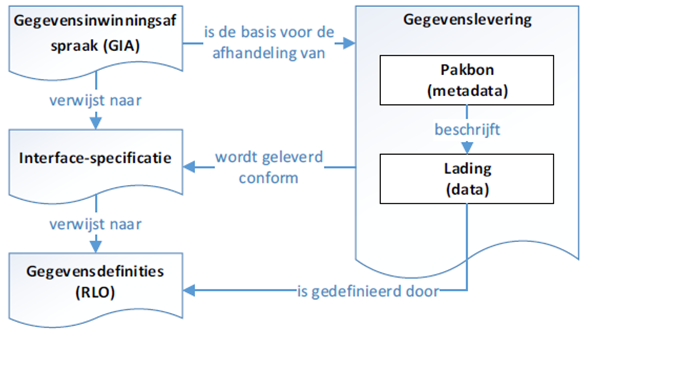 Gegevensinwinningsaf
spraak (GIA)
is de basis voor de
afhandeling van
Gegevenslevering
Pakbon
(metadata)
verwijst naar
beschrijft
Interface-specificatie
wordt geleverd
conform
Lading
(data)
verwijst naar
Gegevensdefinities
(RLO)
is gedefinieerd door